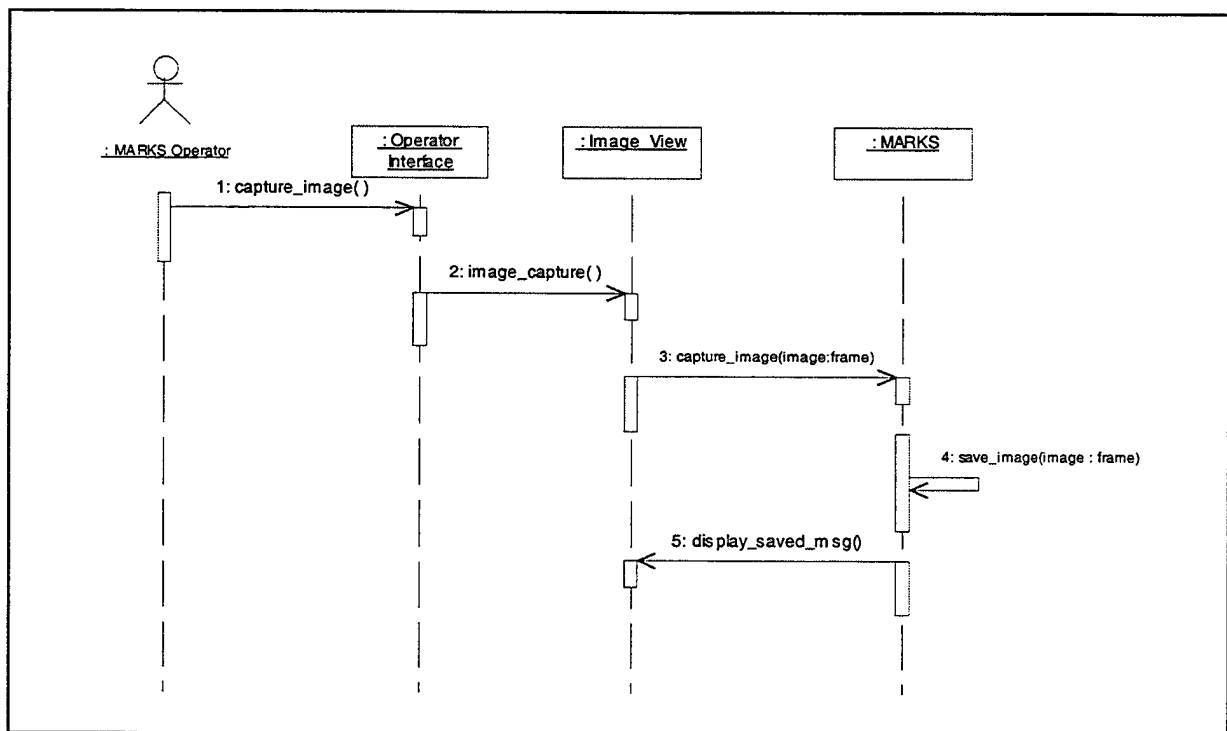 : MARKS Operator
: Operator
Interface
: Image_View
: MARKS
1: capture_image( )
2: image_capture( )
3: capture_image(image:frame)
4: save_image(image : frame)
5: display_saved_msg()